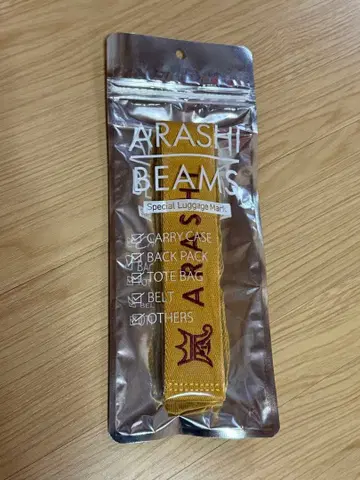 ARASHI
BEAMS
Special Luggage Mark
CARRY CASE
BACK PACK
TOTE BAG
BELT
OTHERS
ARASHI